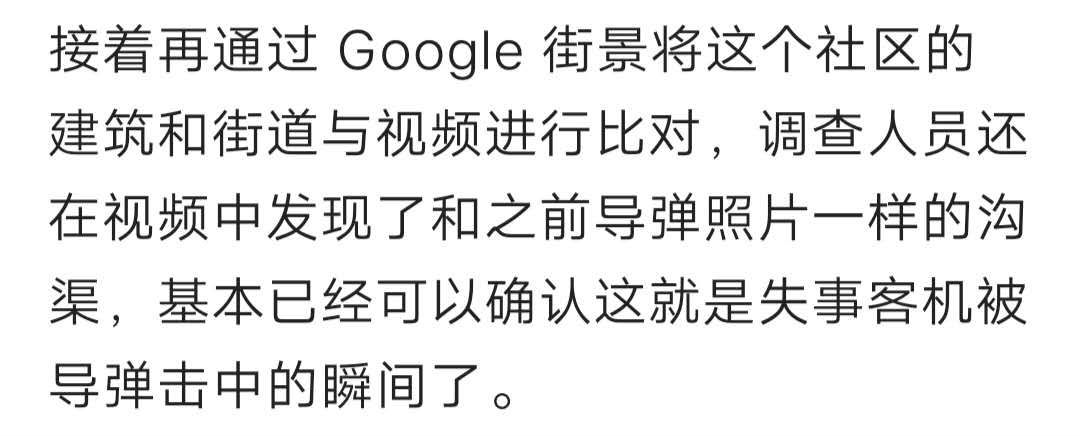 接着再通过 Google 街景将这个社区的
建筑和街道与视频进行比对，调查人员还
在视频中发现了和之前导弹照片一样的沟
渠，基本已经可以确认这就是失事客机被
导弹击中的瞬间了。